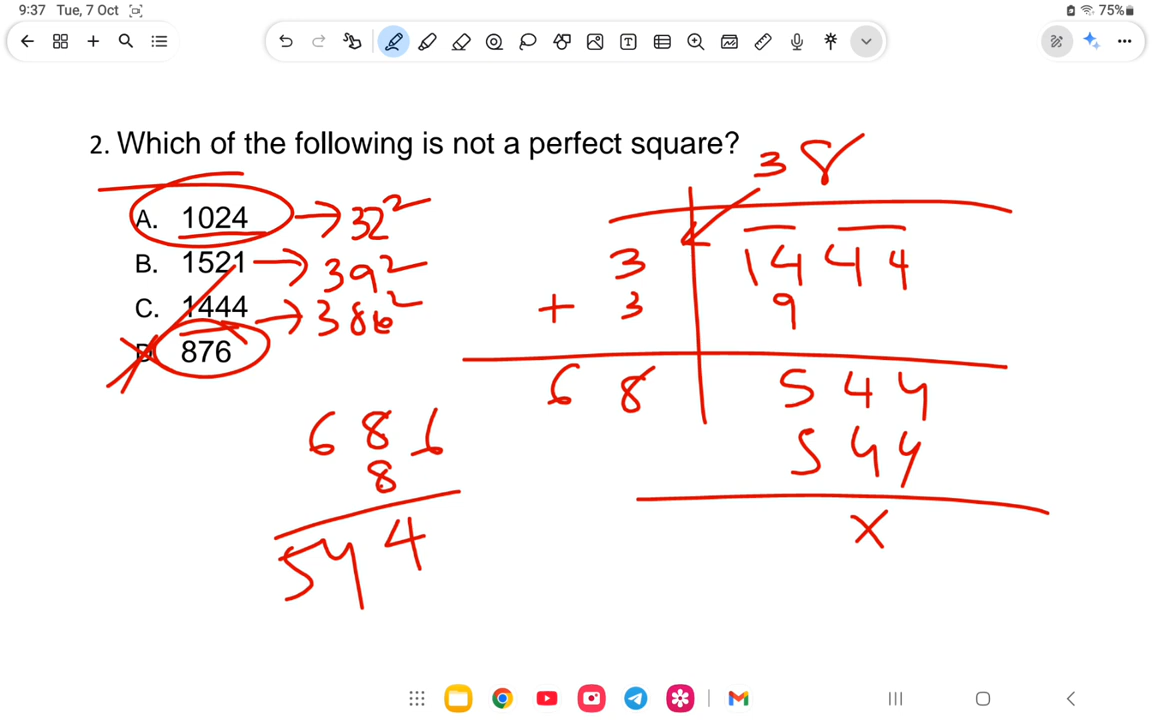 9:37 Tue, 7 Oct 75%
2. Which of the following is not a perfect square?
A. 1024 → 32²
B. 1521 → 39²
C. 1444 → 38²
D. 876
38
3 1444
+ 3 9
68 544
544
x
68
8
544